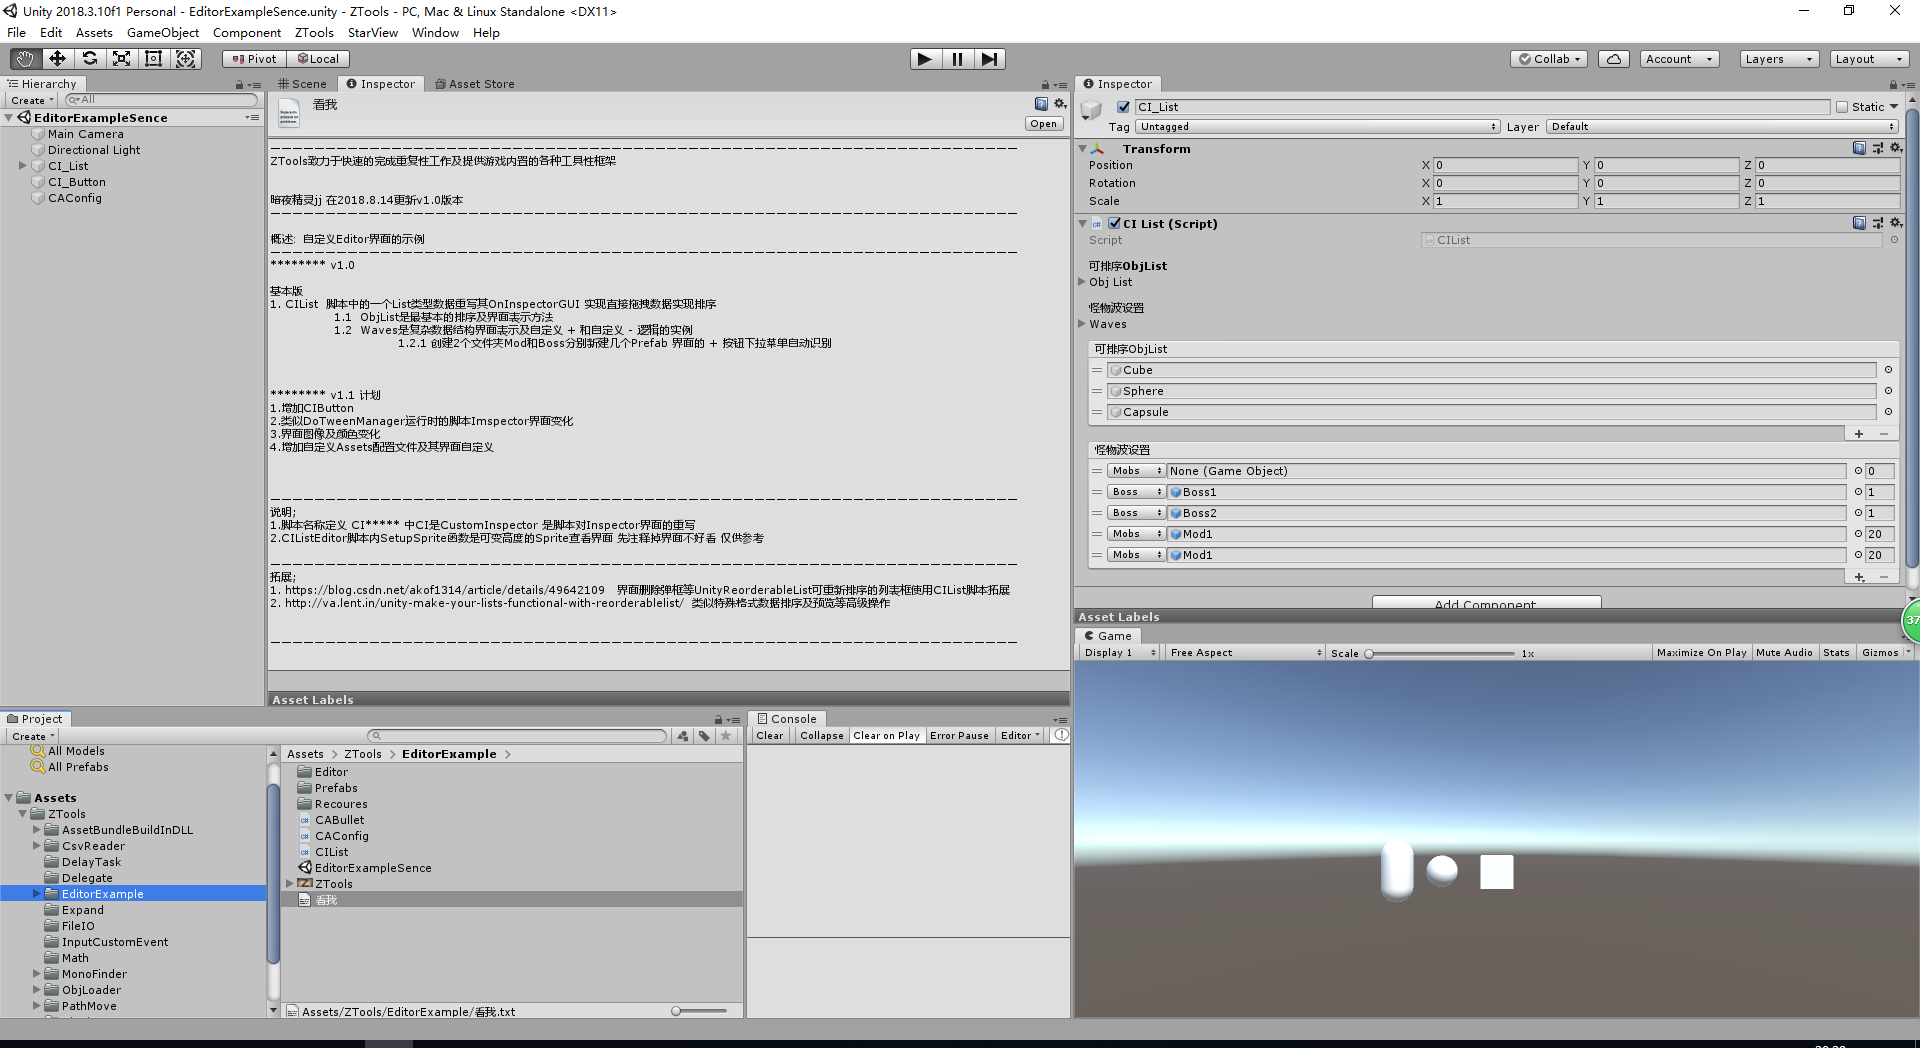 Unity 2018.3.10f1 Personal - EditorExampleSence.unity - ZTools - PC, Mac & Linux Standalone <DX11>
File Edit Assets GameObject Component ZTools StarView Window Help
Pivot Local
Collab Account Layers Layout
Hierarchy
Create All
EditorExampleSence
Main Camera
Directional Light
CI_List
CI_Button
CAConfig
Scene Inspector Asset Store
看我
Open
ZTools致力于快速的完成重复性工作及提供游戏内置的各种工具性框架
暗夜精灵jj 在2018.8.14更新v1.0版本
概述: 自定义Editor界面的示例
******** v1.0
基本版
1. CIList 脚本中的一个List类型数据重写其OnInspectorGUI 实现直接拖拽数据实现排序
1.1 ObjList是最基本的排序及界面表示方法
1.2 Waves是复杂数据结构界面表示及自定义 + 和自定义 - 逻辑的实例
1.2.1 创建2个文件夹Mod和Boss分别新建几个Prefab 界面的 + 按钮下拉菜单自动识别
******** v1.1 计划
1.增加CIButton
2.类似DoTweenManager运行时的脚本Imspector界面变化
3.界面图像及颜色变化
4.增加自定义Assets配置文件及其界面自定义
说明;
1.脚本名称定义 CI***** 中CI是CustomInspector 是脚本对Inspector界面的重写
2.CIListEditor脚本内SetupSprite函数是可变高度的Sprite查看界面 先注释掉界面不好看 仅供参考
拓展;
1. https://blog.csdn.net/akof1314/article/details/49642109 界面删除弹框等UnityReorderableList可重新排序的列表框使用CIList脚本拓展
2. http://va.lent.in/unity-make-your-lists-functional-with-reorderablelist/ 类似特殊格式数据排序及预览等高级操作
Asset Labels
Inspector
CI_List Static
Tag Untagged Layer Default
Transform
Position X 0 Y 0 Z 0
Rotation X 0 Y 0 Z 0
Scale X 1 Y 1 Z 1
CI List (Script)
Script CIList
可排序ObjList
Obj List
怪物波设置
Waves
可排序ObjList
Cube
Sphere
Capsule
+ −
怪物波设置
Mobs None (Game Object) 0
Boss Boss1 1
Boss Boss2 1
Mobs Mod1 20
Mobs Mod1 20
+ −
Add Component
Asset Labels
37
Game
Display 1 Free Aspect Scale 1x Maximize On Play Mute Audio Stats Gizmos
Project
Create
All Models
All Prefabs
Assets
ZTools
AssetBundleBuildInDLL
CsvReader
DelayTask
Delegate
EditorExample
Expand
FileIO
InputCustomEvent
Math
MonoFinder
ObjLoader
PathMove
Assets ZTools EditorExample
Editor
Prefabs
Recoures
CABullet
CAConfig
CIList
EditorExampleSence
ZTools
看我
Assets/ZTools/EditorExample/看我.txt
Console
Clear Collapse Clear on Play Error Pause Editor